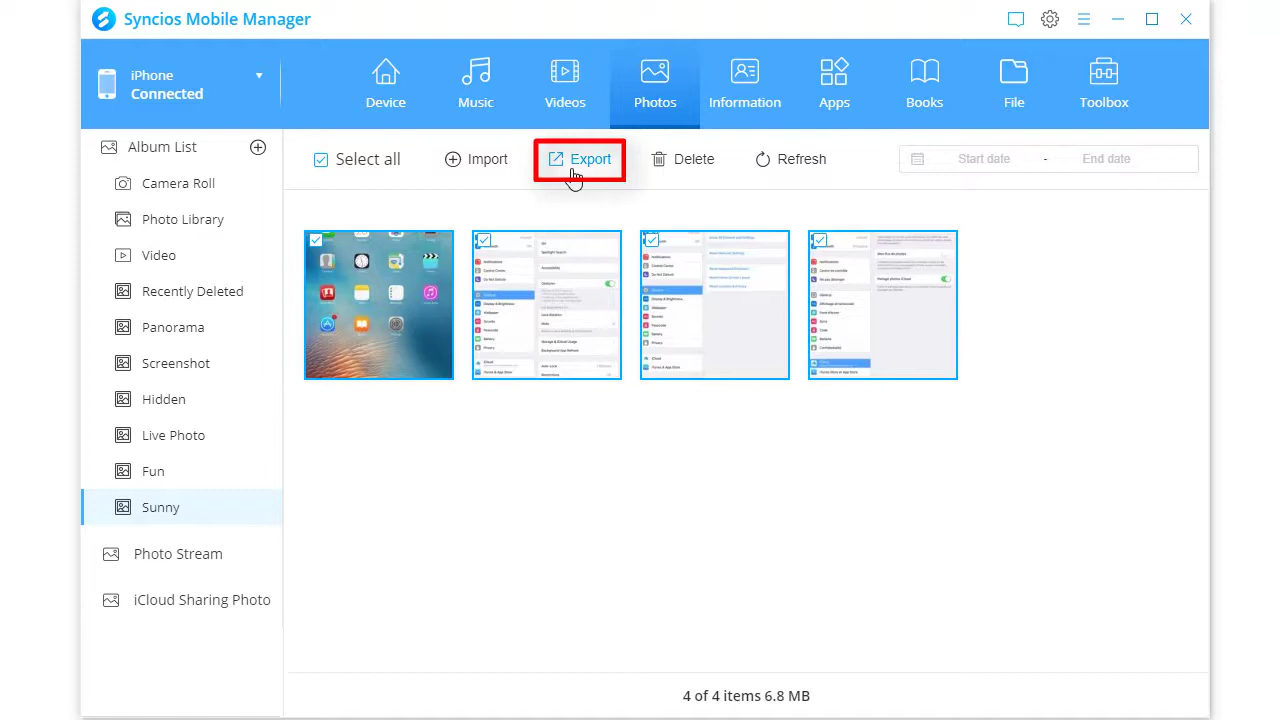 Syncios Mobile Manager
iPhone
Connected
Device
Music
Videos
Photos
Information
Apps
Books
File
Toolbox
Album List
Select all
Import
Export
Delete
Refresh
Start date - End date
Camera Roll
Photo Library
Video
Recently Deleted
Panorama
Screenshot
Hidden
Live Photo
Fun
Sunny
Photo Stream
iCloud Sharing Photo
4 of 4 items 6.8 MB